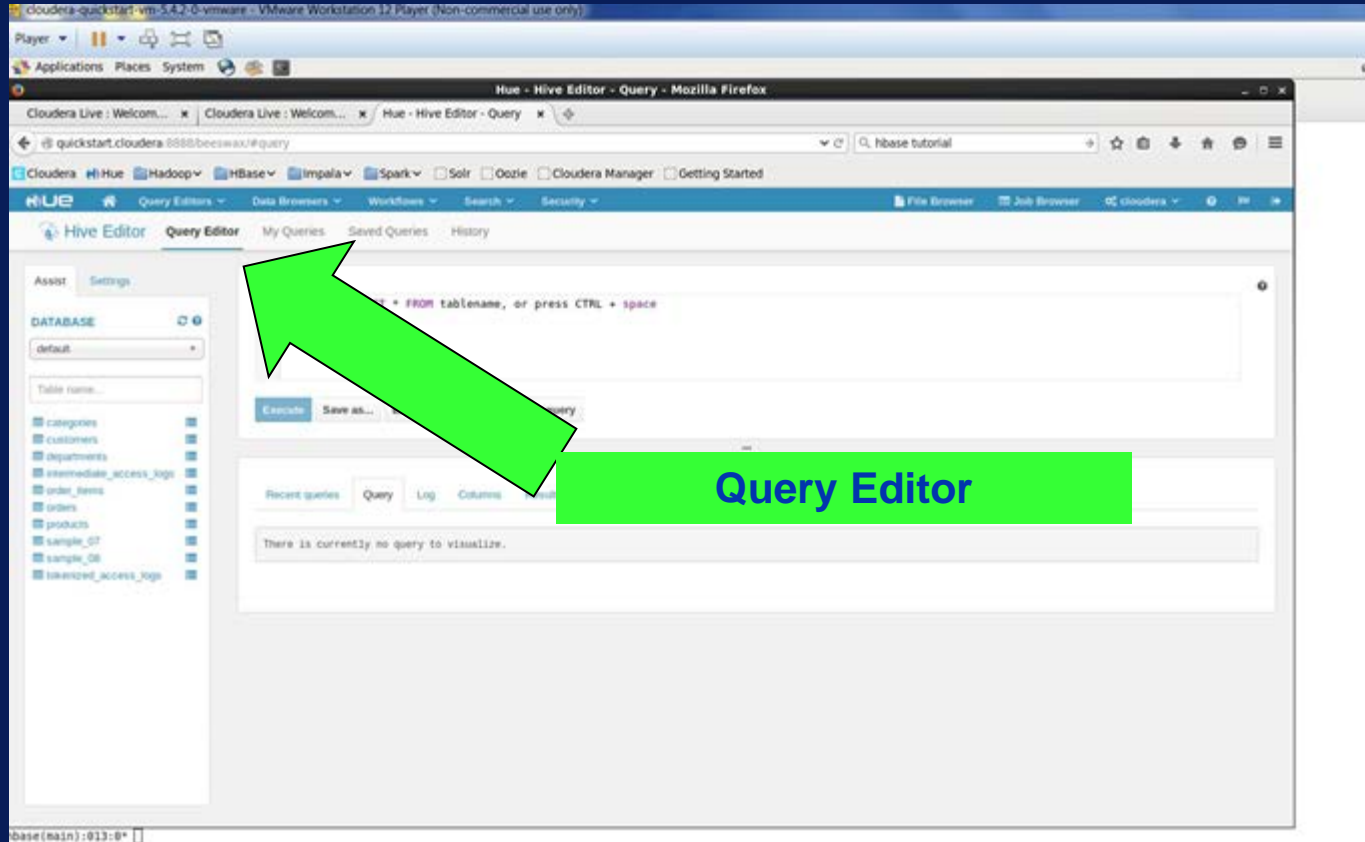 cloudera-quickstart-vm-5.4.2-0-vmware - VMware Workstation 12 Player (Non-commercial use only)
Player
Applications Places System
Hue - Hive Editor - Query - Mozilla Firefox
Cloudera Live : Welcom... Cloudera Live : Welcom... Hue - Hive Editor - Query
quickstart.cloudera:8888/beeswax/#query hbase tutorial
Cloudera Hue Hadoop HBase Impala Spark Solr Oozie Cloudera Manager Getting Started
HUE Query Editors Data Browsers Workflows Search Security File Browser Job Browser cloudera
Hive Editor Query Editor My Queries Saved Queries History
Assist Settings
* FROM tablename, or press CTRL + space
DATABASE
default
Table name...
Execute Save as...
categories
customers
departments
intermediate_access_logs
order_items
orders
products
sample_07
sample_08
tokenized_access_logs
Recent queries Query Log Columns
Query Editor
There is currently no query to visualize.
hbase(main):013:0*